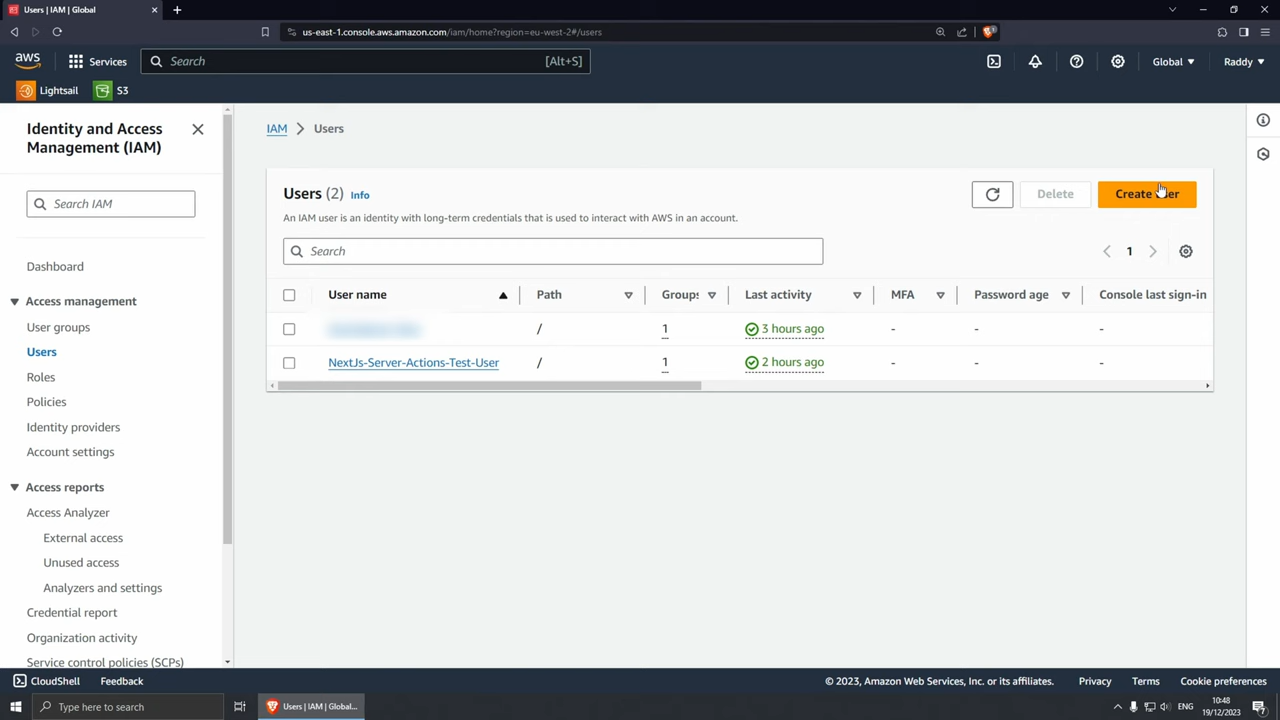 Users | IAM | Global
us-east-1.console.aws.amazon.com/iam/home?region=eu-west-2#/users
aws
Services
Search
[Alt+S]
Global
Raddy
Lightsail
S3
Identity and Access
Management (IAM)
Search IAM
Dashboard
Access management
User groups
Users
Roles
Policies
Identity providers
Account settings
Access reports
Access Analyzer
External access
Unused access
Analyzers and settings
Credential report
Organization activity
Service control policies (SCPs)
IAM > Users
Users (2) Info
Delete
Create user
An IAM user is an identity with long-term credentials that is used to interact with AWS in an account.
Search
1
User name Path Groups Last activity MFA Password age Console last sign-in
/ 1 3 hours ago - - -
NextJs-Server-Actions-Test-User / 1 2 hours ago - - -
CloudShell Feedback © 2023, Amazon Web Services, Inc. or its affiliates. Privacy Terms Cookie preferences
Type here to search
Users | IAM | Global...
ENG
10:48
19/12/2023